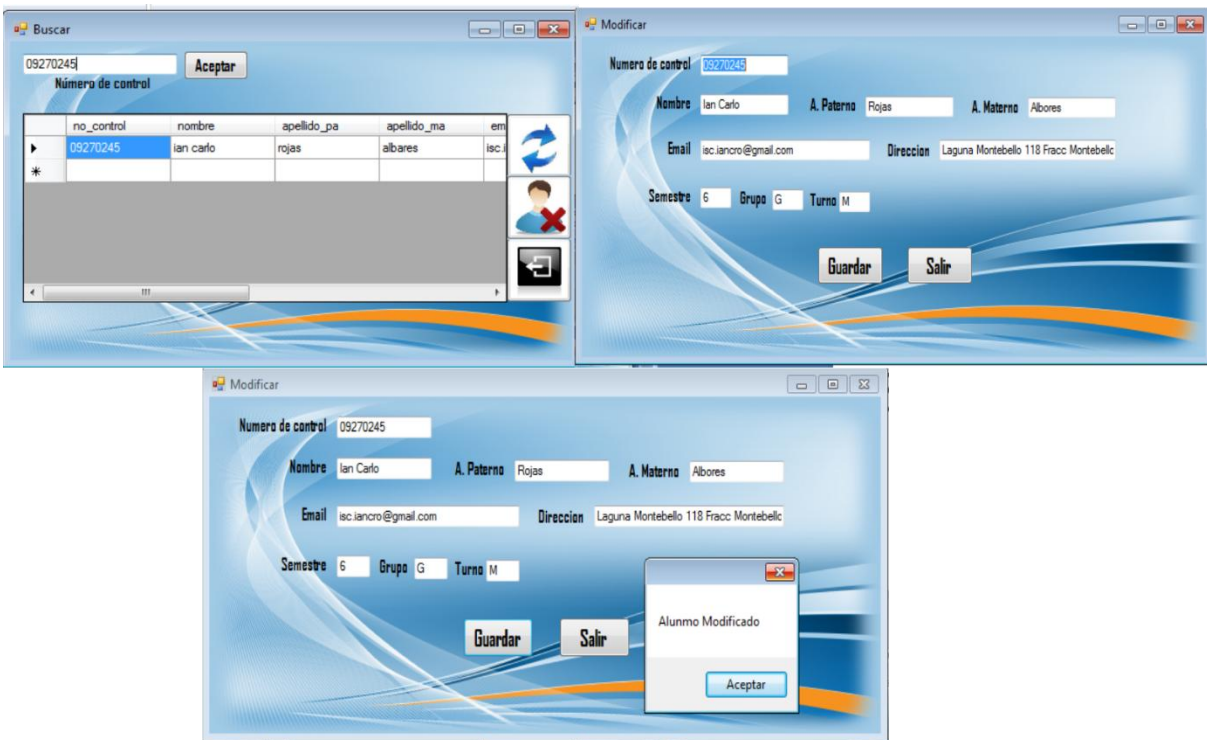 Buscar
09270245
Aceptar
Número de control
no_control nombre apellido_pa apellido_ma em
09270245 ian carlo rojas albares isc.i
Modificar
Numero de control 09270245
Nombre Ian Carlo A. Paterno Rojas A. Materno Albores
Email isc.iancro@gmail.com Direccion Laguna Montebello 118 Fracc Montebello
Semestre 6 Grupo G Turno M
Guardar Salir
Modificar
Numero de control 09270245
Nombre Ian Carlo A. Paterno Rojas A. Materno Albores
Email isc.iancro@gmail.com Direccion Laguna Montebello 118 Fracc Montebello
Semestre 6 Grupo G Turno M
Alunmo Modificado
Guardar Salir
Aceptar